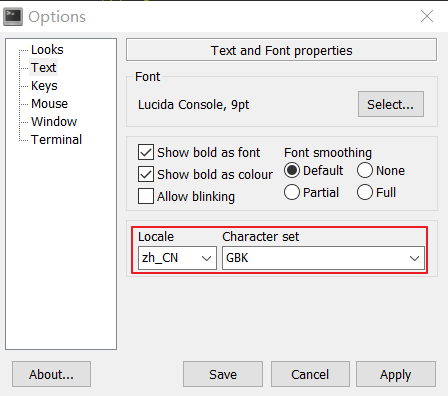 Options
Looks
Text
Keys
Mouse
Window
Terminal
Text and Font properties
Font
Lucida Console, 9pt
Select...
Show bold as font
Show bold as colour
Allow blinking
Font smoothing
Default
None
Partial
Full
Locale
Character set
zh_CN
GBK
About...
Save
Cancel
Apply